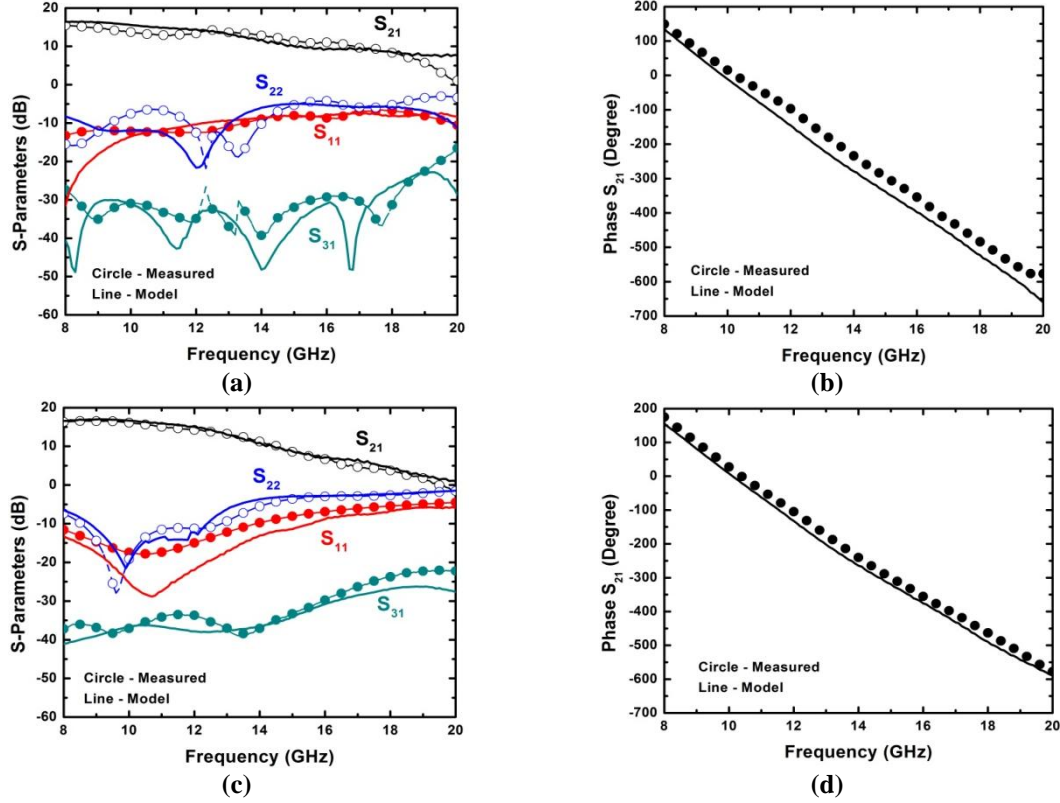 20
10
0
-10
-20
-30
-40
-50
-60
S-Parameters (dB)
S21
S22
S11
S31
Circle - Measured
Line - Model
8 10 12 14 16 18 20
Frequency (GHz)
(a)
200
100
0
-100
-200
-300
-400
-500
-600
-700
Phase S21 (Degree)
Circle - Measured
Line - Model
8 10 12 14 16 18 20
Frequency (GHz)
(b)
20
10
0
-10
-20
-30
-40
-50
-60
S-Parameters (dB)
S21
S22
S11
S31
Circle - Measured
Line - Model
8 10 12 14 16 18 20
Frequency (GHz)
(c)
200
100
0
-100
-200
-300
-400
-500
-600
-700
Phase S21 (Degree)
Circle - Measured
Line - Model
8 10 12 14 16 18 20
Frequency (GHz)
(d)